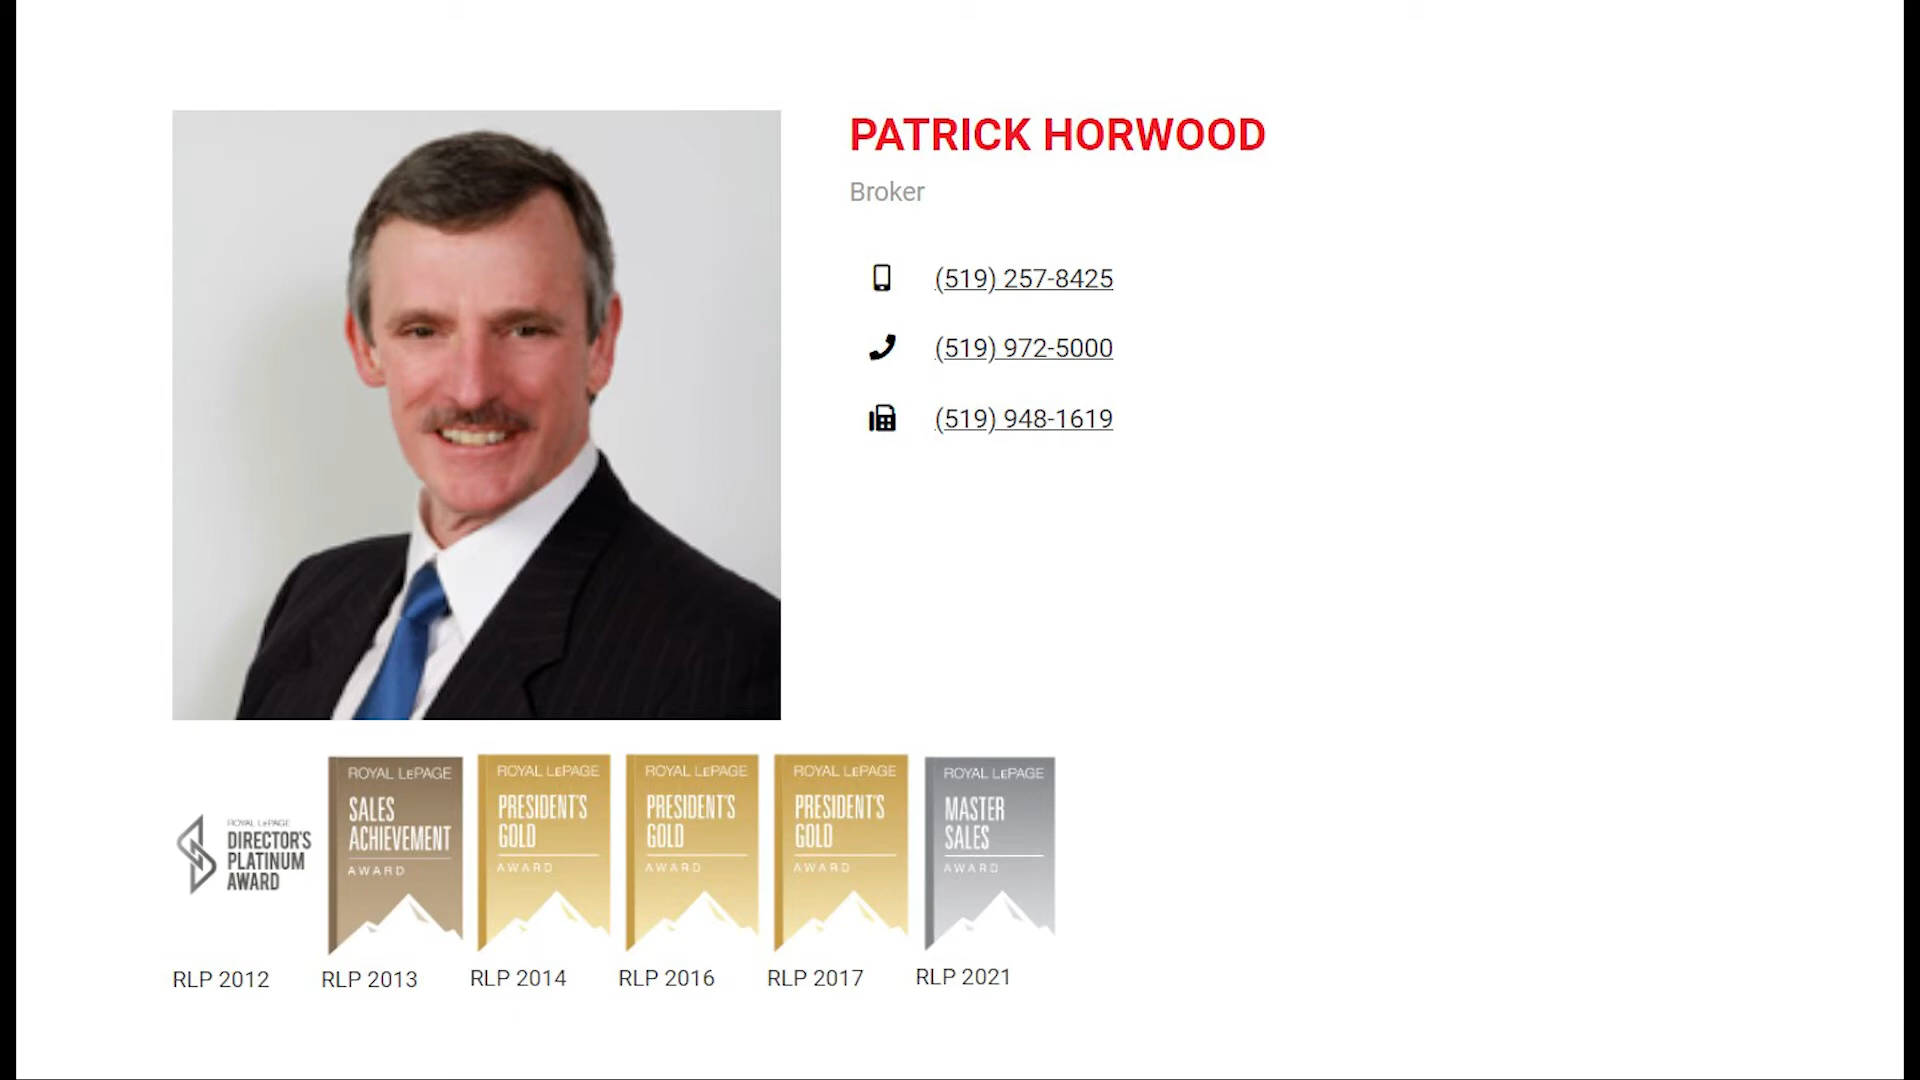 PATRICK HORWOOD
Broker
(519) 257-8425
(519) 972-5000
(519) 948-1619
ROYAL LEPAGE
DIRECTOR'S
PLATINUM
AWARD
ROYAL LEPAGE
SALES
ACHIEVEMENT
AWARD
ROYAL LEPAGE
PRESIDENT'S
GOLD
AWARD
ROYAL LEPAGE
PRESIDENT'S
GOLD
AWARD
ROYAL LEPAGE
PRESIDENT'S
GOLD
AWARD
ROYAL LEPAGE
MASTER
SALES
AWARD
RLP 2012
RLP 2013
RLP 2014
RLP 2016
RLP 2017
RLP 2021